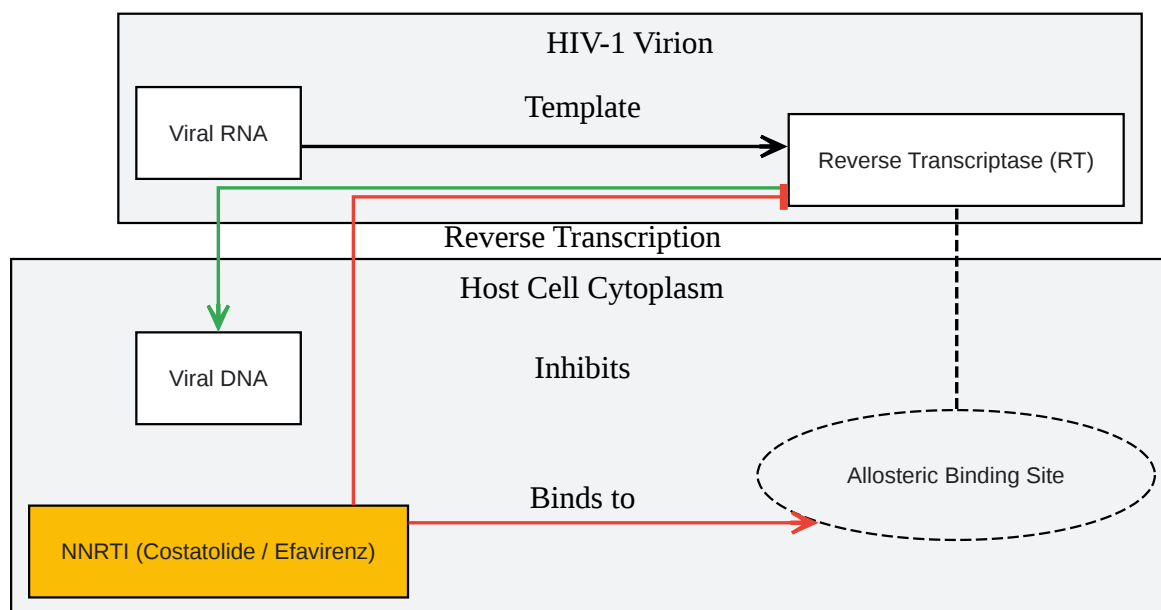 HIV-1 Virion
Template
Viral RNA
Reverse Transcriptase (RT)
Reverse Transcription
Host Cell Cytoplasm
Inhibits
Viral DNA
Allosteric Binding Site
Binds to
NNRTI (Costatolide / Efavirenz)